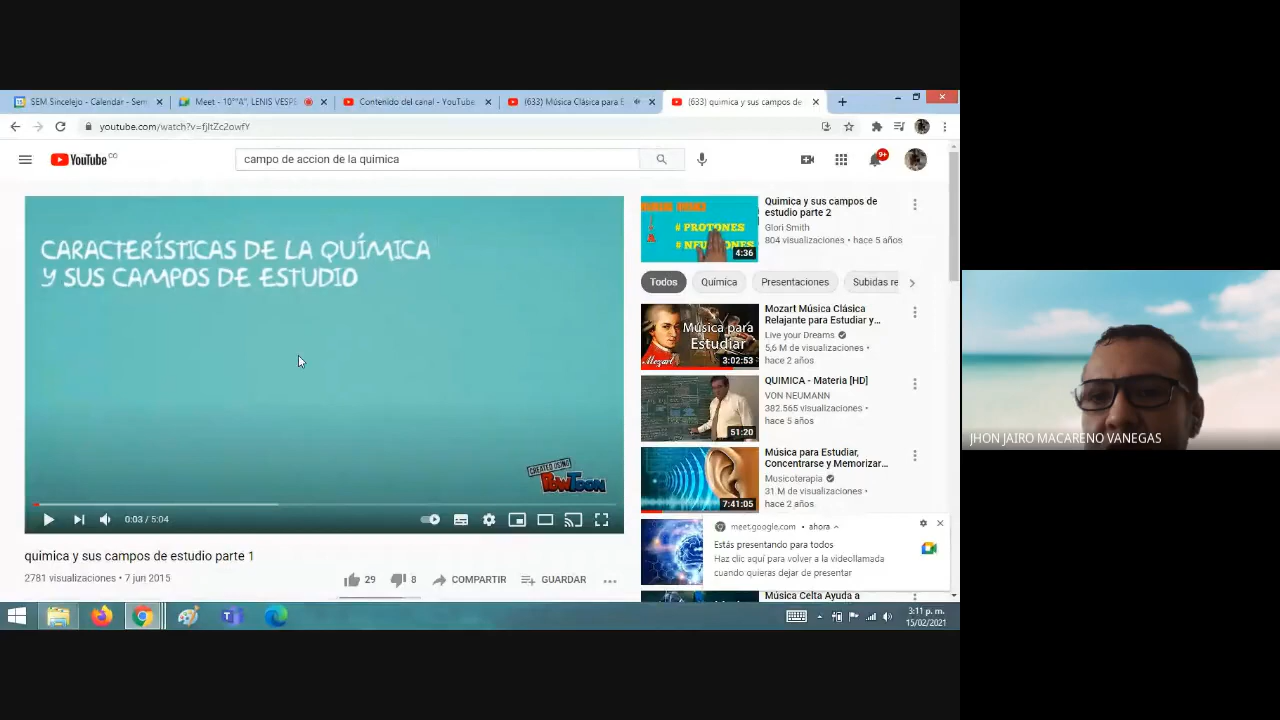 SEM Sincelejo - Calendar - Sem
Meet - 10°"A", LENIS VESPE
Contenido del canal - YouTube
(633) Música Clásica para E
(633) quimica y sus campos de
youtube.com/watch?v=fjItZc2owfY
YouTube CO
campo de accion de la quimica
9+
CARACTERÍSTICAS DE LA QUÍMICA
Y SUS CAMPOS DE ESTUDIO
CREATED USING
POWTOON
0:03 / 5:04
quimica y sus campos de estudio parte 1
2781 visualizaciones • 7 jun 2015
29
8
COMPARTIR
GUARDAR
# PROTONES
4:36
Quimica y sus campos de
estudio parte 2
Glori Smith
804 visualizaciones • hace 5 años
Todos
Química
Presentaciones
Subidas re
Música para
Estudiar
Mozart
3:02:53
Mozart Música Clásica
Relajante para Estudiar y...
Live your Dreams
5,6 M de visualizaciones •
hace 2 años
51:20
QUIMICA - Materia [HD]
VON NEUMANN
382.565 visualizaciones •
hace 5 años
7:41:05
Música para Estudiar,
Concentrarse y Memorizar...
Musicoterapia
31 M de visualizaciones •
hace 2 años
meet.google.com • ahora
Estás presentando para todos
Haz clic aquí para volver a la videollamada
cuando quieras dejar de presentar
Música Celta Ayuda a
3:11 p. m.
15/02/2021
JHON JAIRO MACARENO VANEGAS